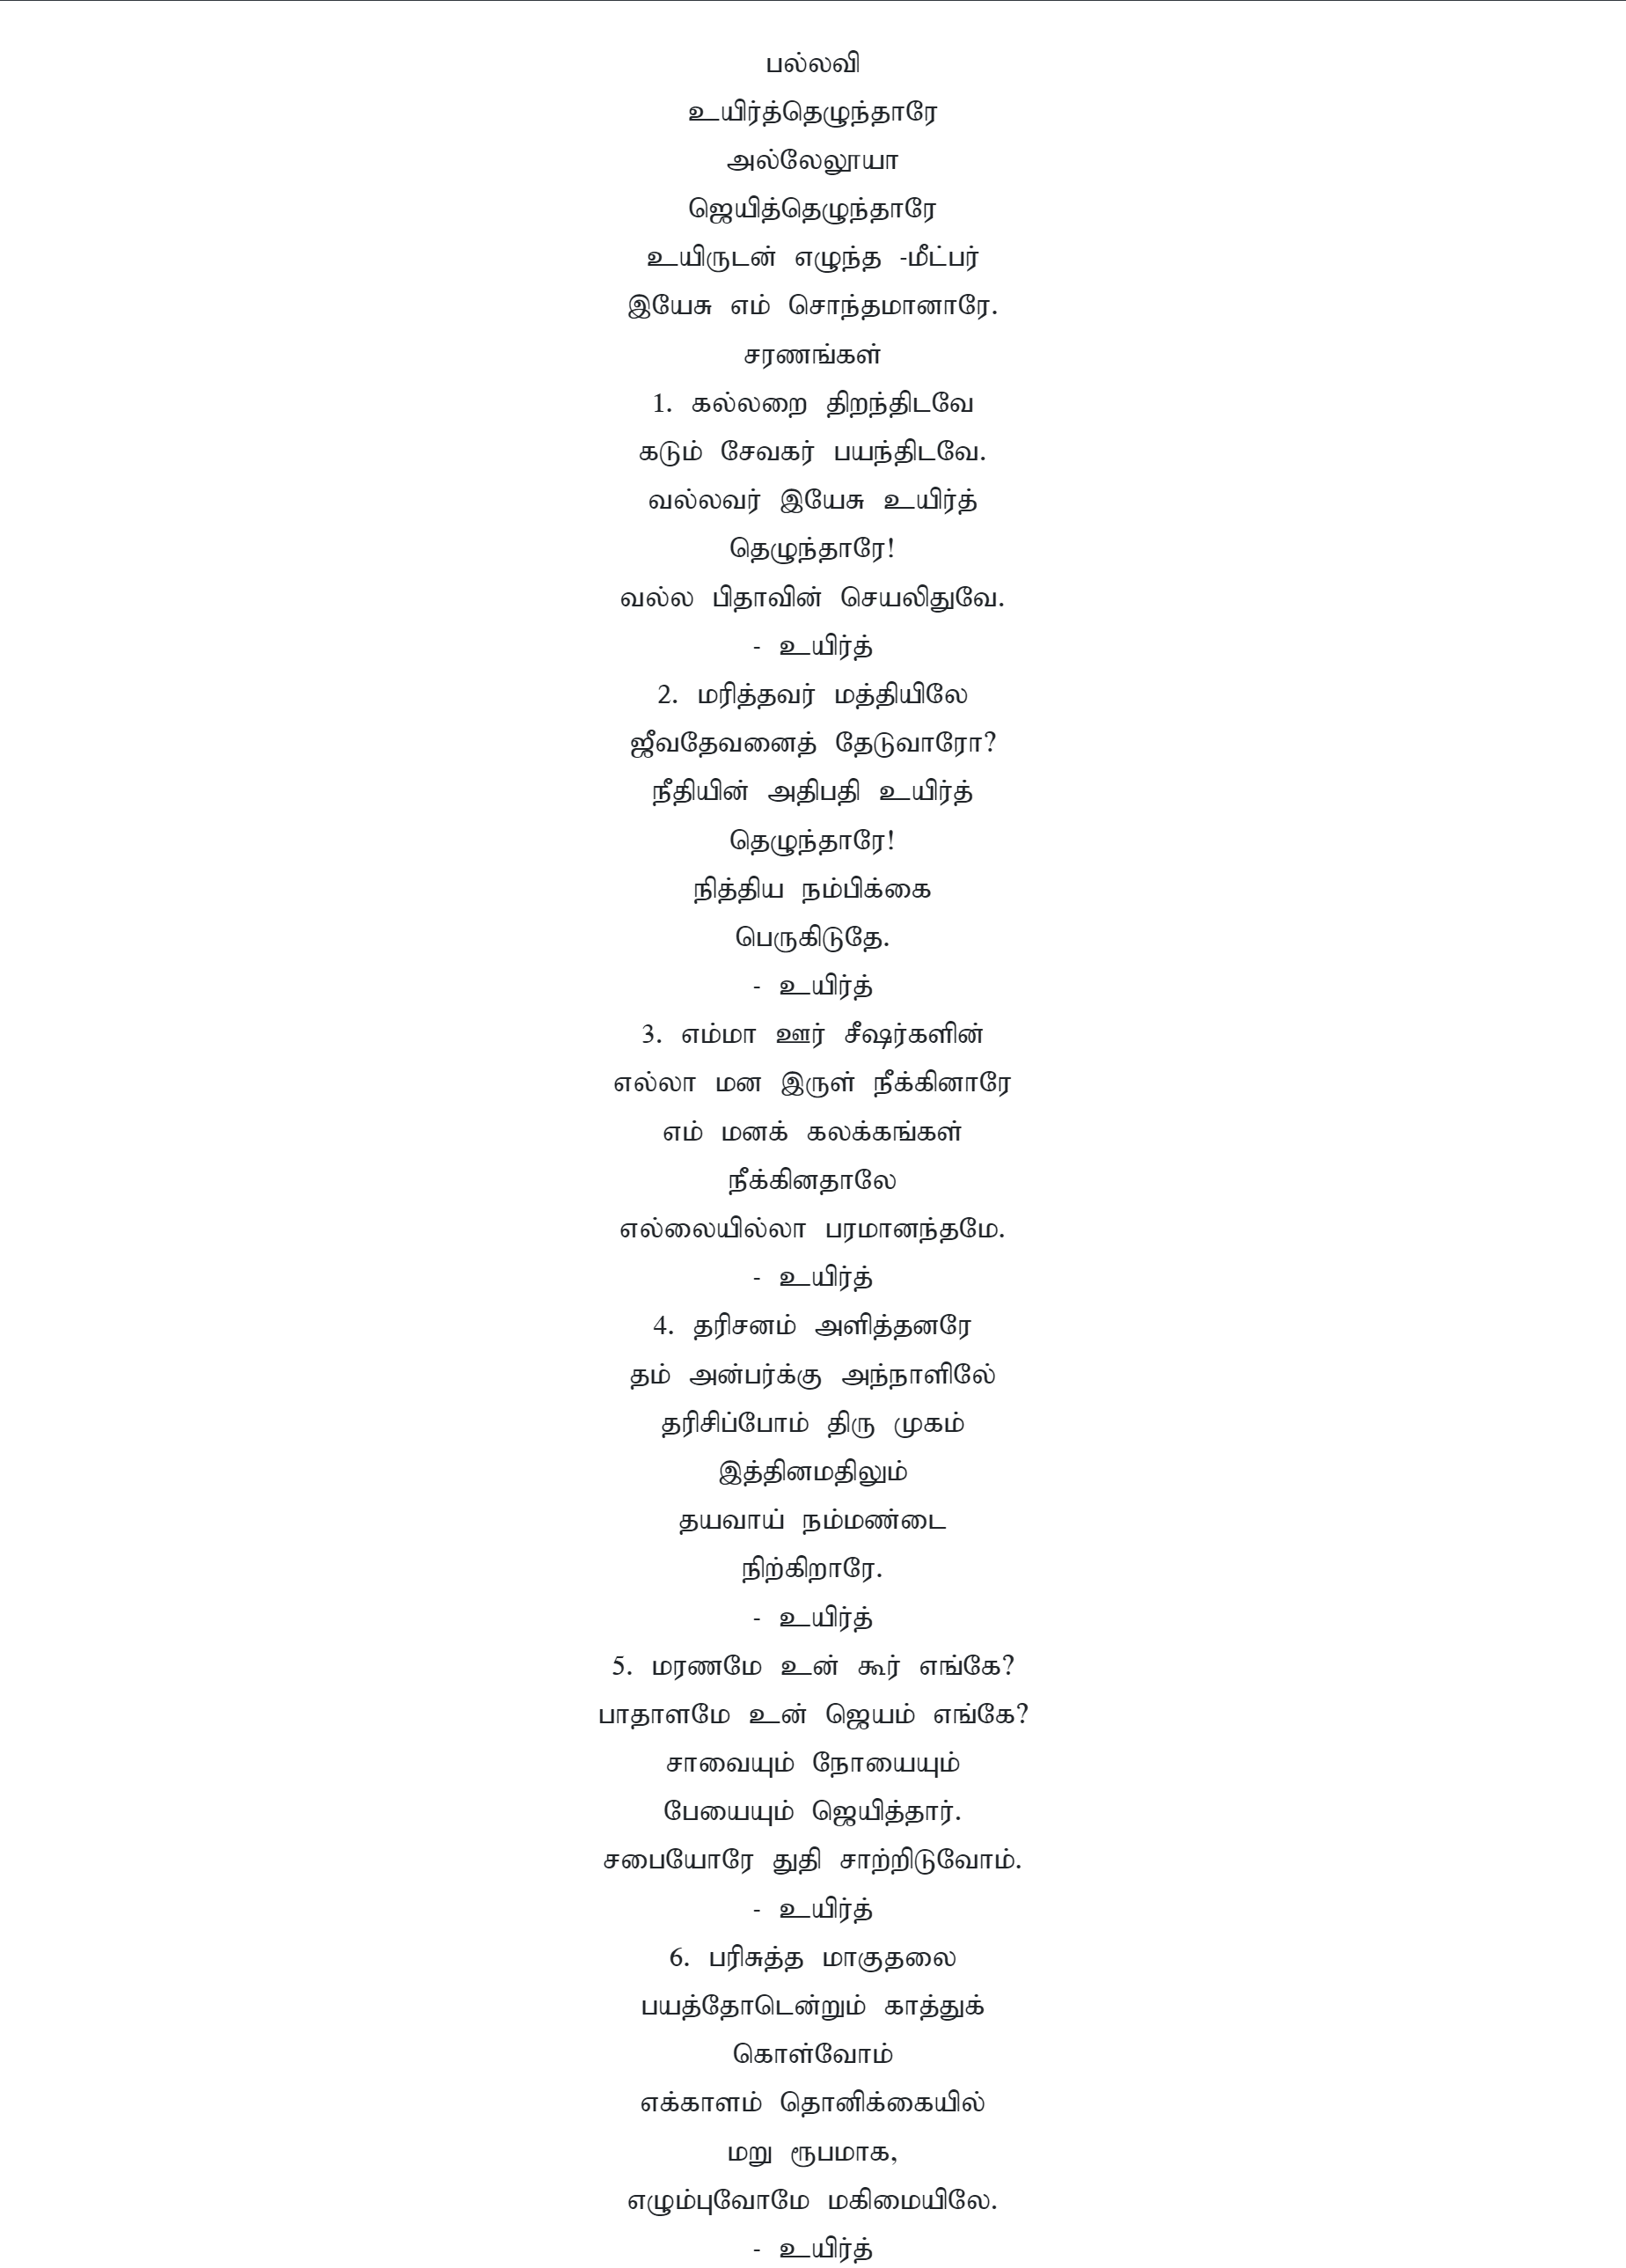 பல்லவி
உயிர்த்தெழுந்தாரே
அல்லேலூயா
ஜெயித்தெழுந்தாரே
உயிருடன் எழுந்த -மீட்பர்
இயேசு எம் சொந்தமானாரே.
சரணங்கள்
1. கல்லறை திறந்திடவே
கடும் சேவகர் பயந்திடவே.
வல்லவர் இயேசு உயிர்த்
தெழுந்தாரே!
வல்ல பிதாவின் செயலிதுவே.
- உயிர்த்
2. மரித்தவர் மத்தியிலே
ஜீவதேவனைத் தேடுவாரோ?
நீதியின் அதிபதி உயிர்த்
தெழுந்தாரே!
நித்திய நம்பிக்கை
பெருகிடுதே.
- உயிர்த்
3. எம்மா ஊர் சீஷர்களின்
எல்லா மன இருள் நீக்கினாரே
எம் மனக் கலக்கங்கள்
நீக்கினதாலே
எல்லையில்லா பரமானந்தமே.
- உயிர்த்
4. தரிசனம் அளித்தனரே
தம் அன்பர்க்கு அந்நாளிலே்
தரிசிப்போம் திரு முகம்
இத்தினமதிலும்
தயவாய் நம்மண்டை
நிற்கிறாரே.
- உயிர்த்
5. மரணமே உன் கூர் எங்கே?
பாதாளமே உன் ஜெயம் எங்கே?
சாவையும் நோயையும்
பேயையும் ஜெயித்தார்.
சபையோரே துதி சாற்றிடுவோம்.
- உயிர்த்
6. பரிசுத்த மாகுதலை
பயத்தோடென்றும் காத்துக்
கொள்வோம்
எக்காளம் தொனிக்கையில்
மறு ரூபமாக,
எழும்புவோமே மகிமையிலே.
- உயிர்த்